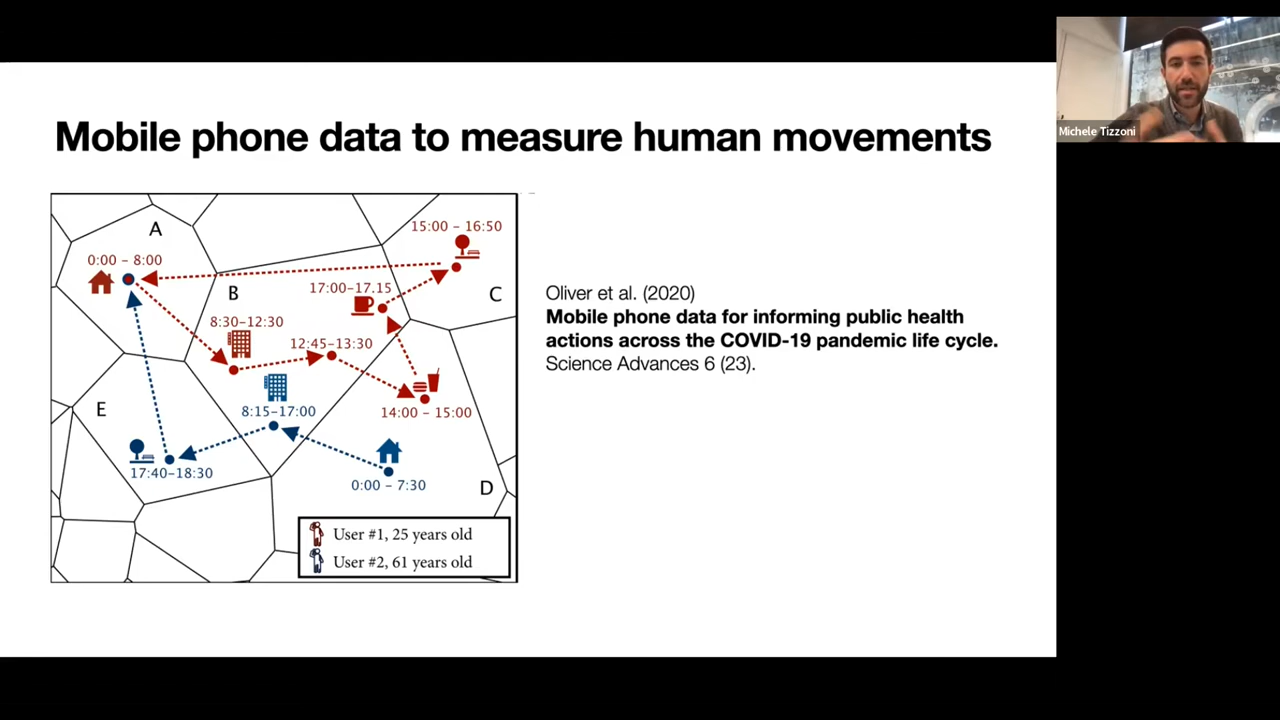 Mobile phone data to measure human movements
Michele Tizzoni
A
0:00 – 8:00
15:00 – 16:50
B
17:00–17.15
C
8:30–12:30
12:45–13:30
E
8:15–17:00
14:00 – 15:00
17:40–18:30
0:00 – 7:30
D
User #1, 25 years old
User #2, 61 years old
Oliver et al. (2020)
Mobile phone data for informing public health
actions across the COVID-19 pandemic life cycle.
Science Advances 6 (23).